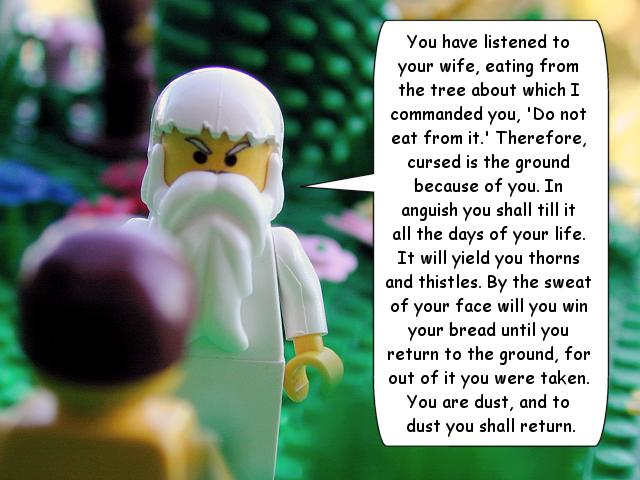 You have listened to
your wife, eating from
the tree about which I
commanded you, 'Do not
eat from it.' Therefore,
cursed is the ground
because of you. In
anguish you shall till it
all the days of your life.
It will yield you thorns
and thistles. By the sweat
of your face will you win
your bread until you
return to the ground, for
out of it you were taken.
You are dust, and to
dust you shall return.